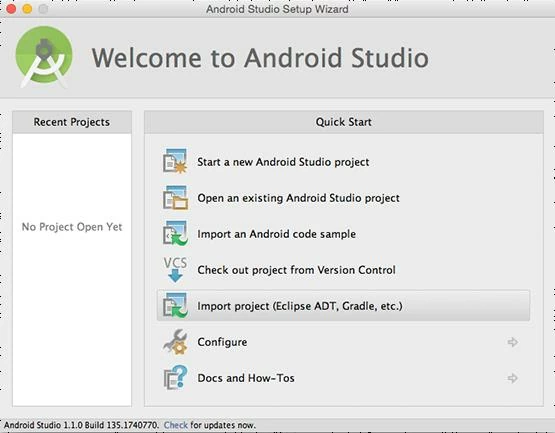 Android Studio Setup Wizard
Welcome to Android Studio
Recent Projects
No Project Open Yet
Quick Start
Start a new Android Studio project
Open an existing Android Studio project
Import an Android code sample
VCS
Check out project from Version Control
Import project (Eclipse ADT, Gradle, etc.)
Configure
Docs and How-Tos
Android Studio 1.1.0 Build 135.1740770. Check for updates now.